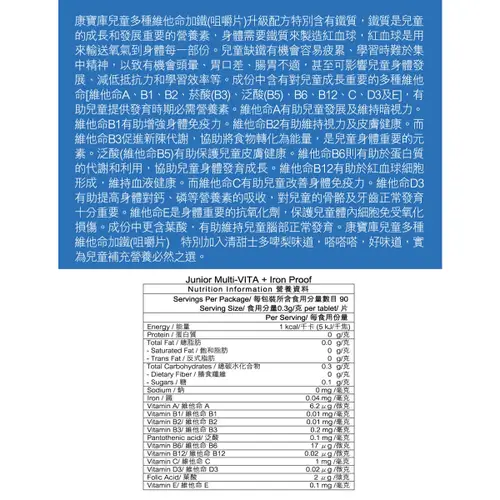 康寶庫兒童多種維他命加鐵(咀嚼片)升級配方特別含有鐵質，鐵質是兒童
的成長和發展重要的營養素，身體需要鐵質來製造紅血球，紅血球是用
來輸送氧氣到身體每一部份。兒童缺鐵有機會容易疲累、學習時難於集
中精神，以致有機會頭暈、胃口差、腸胃不適，甚至可影響兒童身體發
展、減低抵抗力和學習效率等。成份中含有對兒童成長重要的多種維他
命[維他命A、B1、B2、菸酸(B3)、泛酸(B5)、B6、B12、C、D3及E]，有
助兒童提供發育時期必需營養素。維他命A有助兒童發展及維持暗視力。
維他命B1有助增強身體免疫力。維他命B2有助維持視力及皮膚健康。而
維他命B3促進新陳代謝，協助將食物轉化為能量，是兒童身體重要的元
素。泛酸(維他命B5)有助保護兒童皮膚健康。維他命B6則有助於蛋白質
的代謝和利用，協助兒童身體發育成長。維他命B12有助於紅血球細胞
形成，維持血液健康。而維他命C有助兒童改善身體免疫力。維他命D3
有助提高身體對鈣、磷等營養素的吸收，對兒童的骨骼及牙齒正常發育
十分重要。維他命E是身體重要的抗氧化劑，保護兒童體內細胞免受氧化
損傷。成份中更含葉酸，有助維持兒童腦部正常發育。康寶庫兒童多種
維他命加鐵(咀嚼片) 特別加入清甜士多啤梨味道，嗒嗒嗒，好味道，實
為兒童補充營養必然之選。
Junior Multi-VITA + Iron Proof
Nutrition Information 營養資料
Servings Per Package/ 每包裝所含食用分量數目 90
Serving Size/ 食用分量0.3g/克 per tablet/ 片
Per Serving/ 每食用份量
Energy / 能量 1 kcal/千卡 (5 kJ/千焦)
Protein / 蛋白質 0 g/克
Total Fat / 總脂肪 0.0 g/克
- Saturated Fat / 飽和脂肪 0 g/克
- Trans Fat / 反式脂肪 0 g/克
Total Carbohydrates / 總碳水化合物 0.3 g/克
- Dietary Fiber / 膳食纖維 0 g/克
- Sugars / 糖 0.1 g/克
Sodium / 鈉 0 mg/毫克
Iron / 鐵 0.04 mg/毫克
Vitamin A/ 維他命 A 6.2 μg/微克
Vitamin B1/ 維他命 B1 0.01 mg/毫克
Vitamin B2/ 維他命 B2 0.01 mg/毫克
Vitamin B3/ 維他命 B3 0.2 mg/毫克
Pantothenic acid/ 泛酸 0.1 mg/毫克
Vitamin B6/ 維他命 B6 17 μg/微克
Vitamin B12/ 維他命 B12 0.02 μg/微克
Vitamin C/ 維他命 C 1 mg/毫克
Vitamin D3/ 維他命 D3 0.02 μg/微克
Folic Acid/ 葉酸 2 μg/微克
Vitamin E/ 維他命 E 0.1 mg/毫克